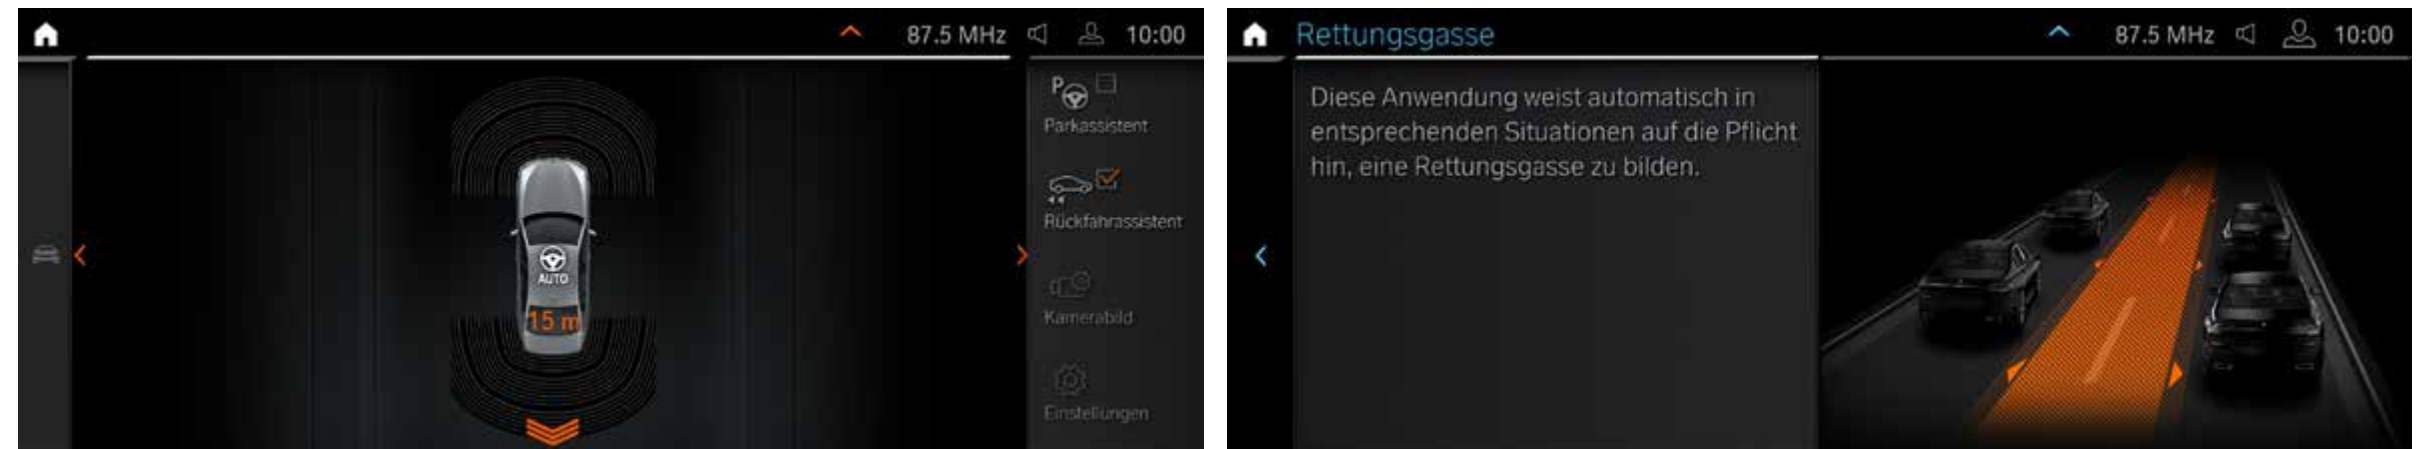 87.5 MHz 10:00
P
Parkassistent
Rückfahrassistent
AUTO
15 m
Kamerabild
Einstellungen
Rettungsgasse 87.5 MHz 10:00
Diese Anwendung weist automatisch in
entsprechenden Situationen auf die Pflicht
hin, eine Rettungsgasse zu bilden.